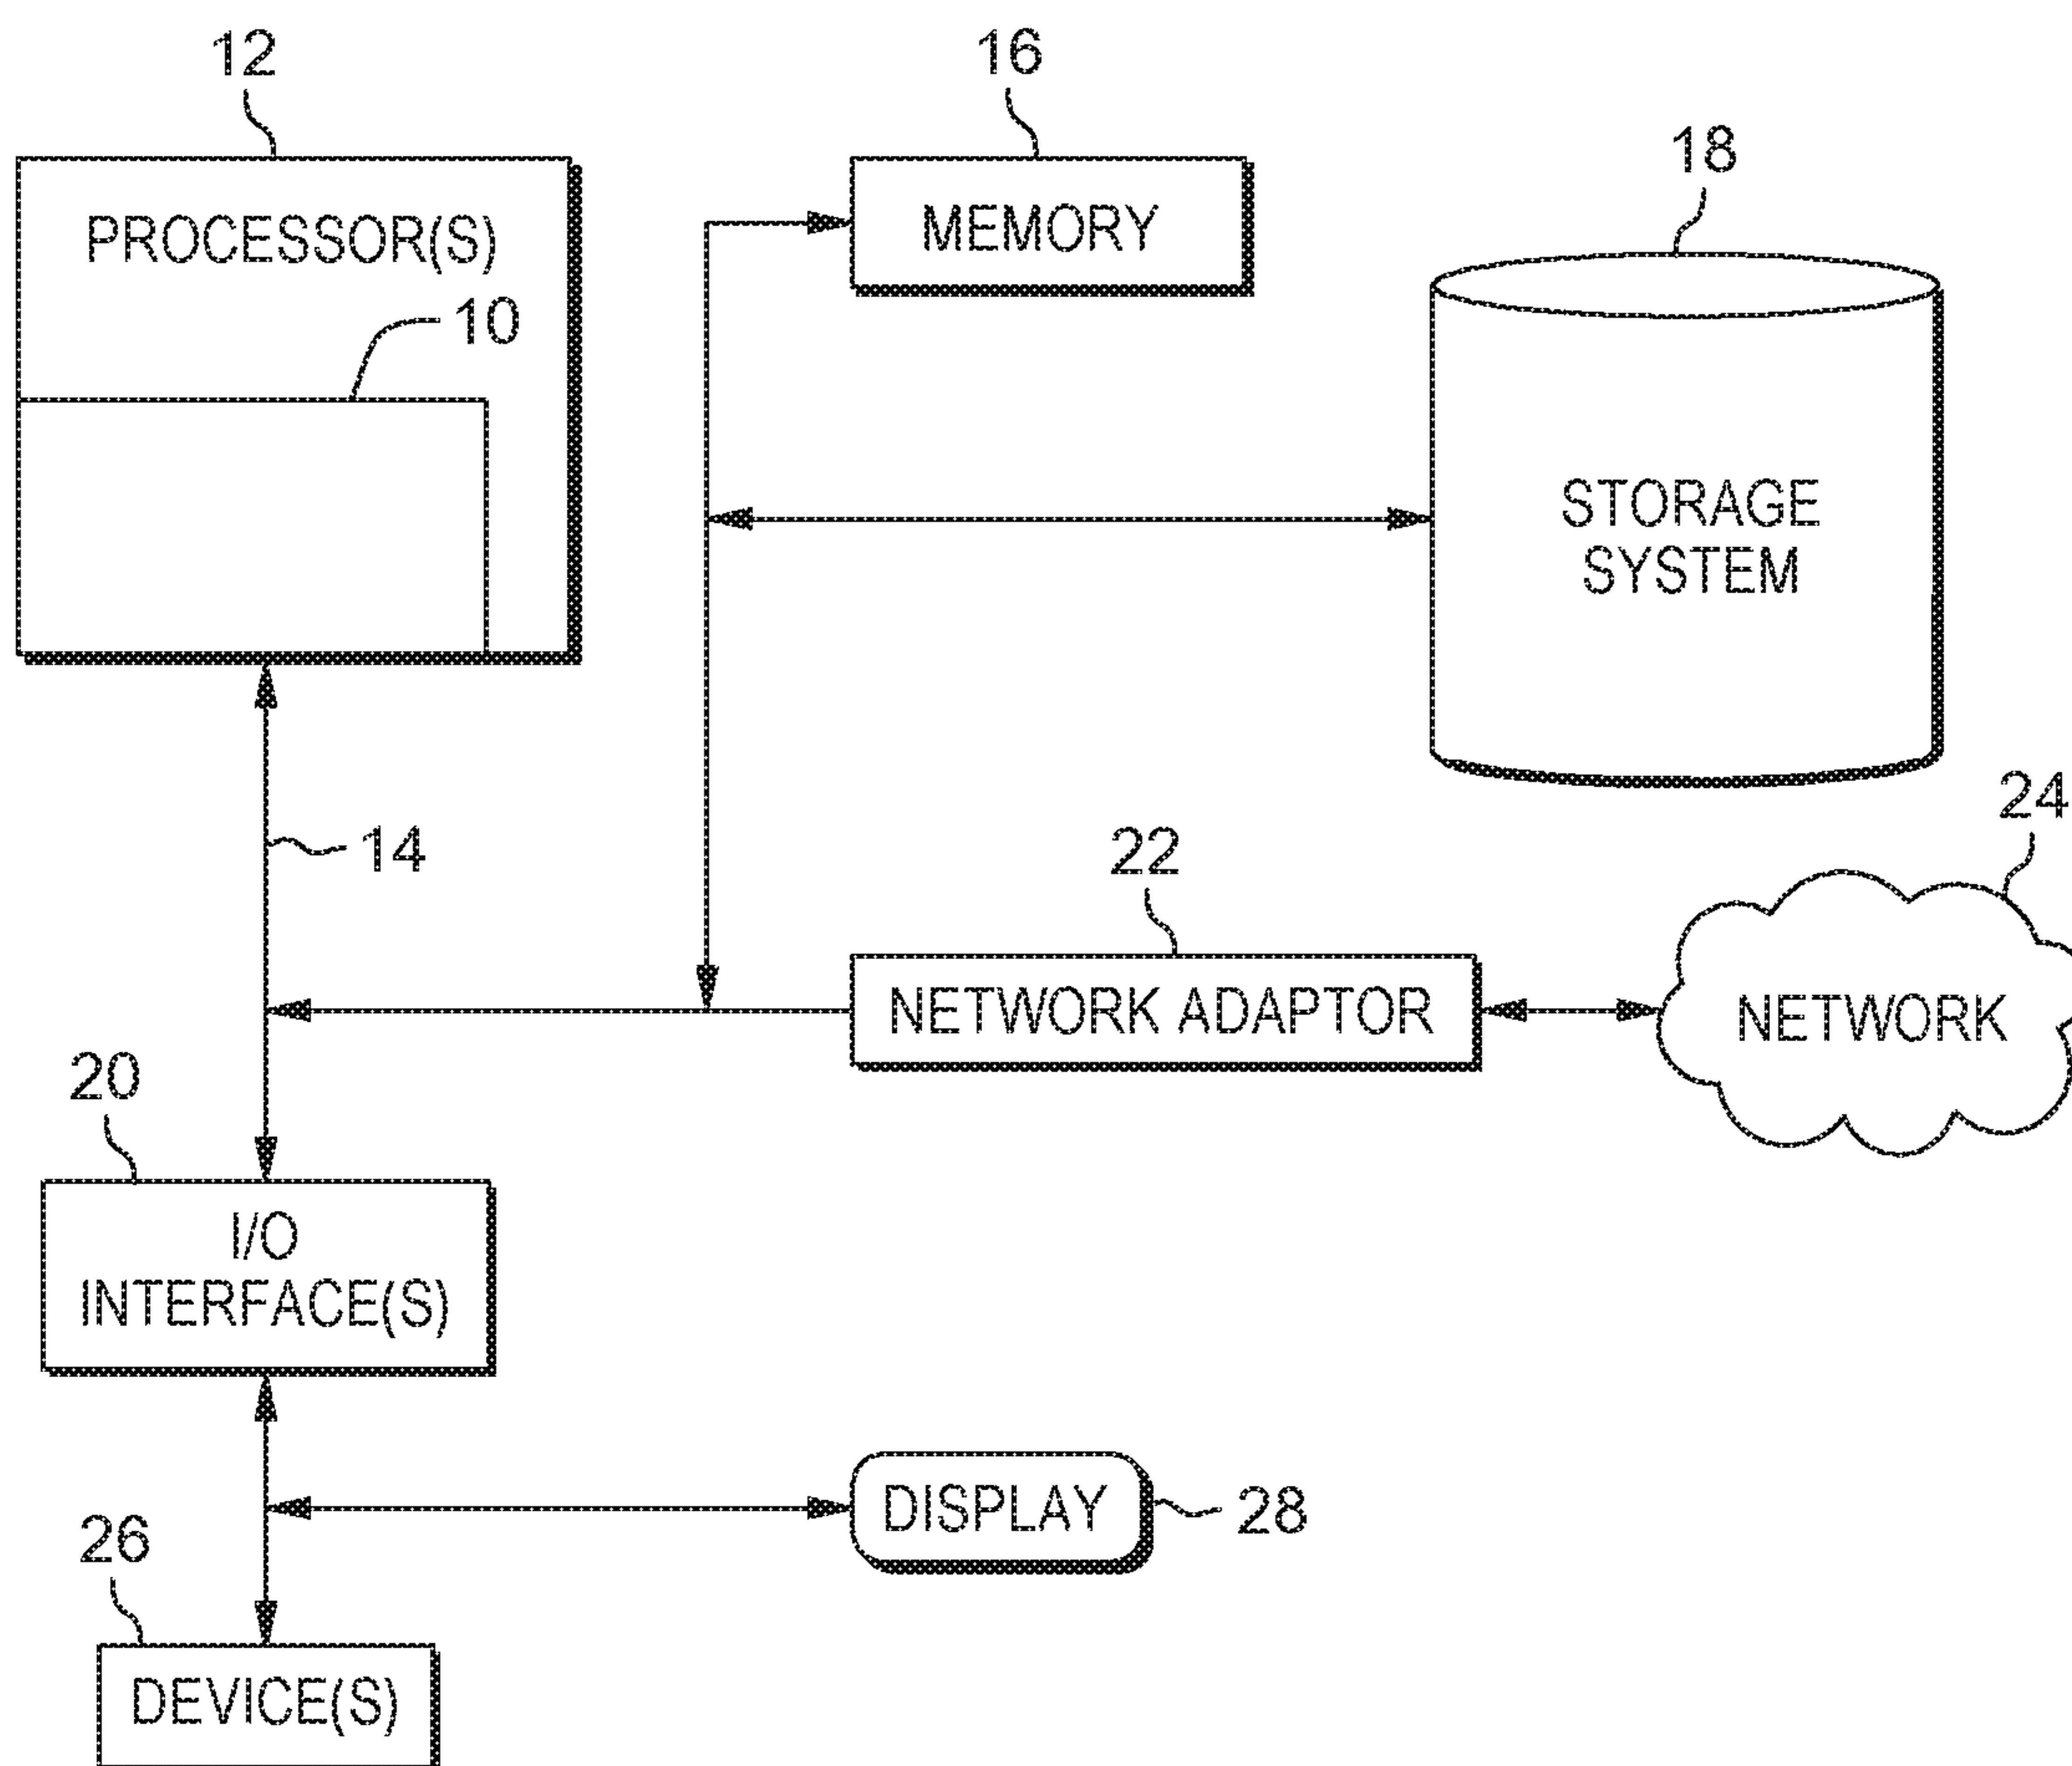 12
16
18
PROCESSOR(S)
MEMORY
10
STORAGE
SYSTEM
14
22
24
NETWORK ADAPTOR
NETWORK
20
I/O
INTERFACE(S)
DISPLAY
28
26
DEVICE(S)